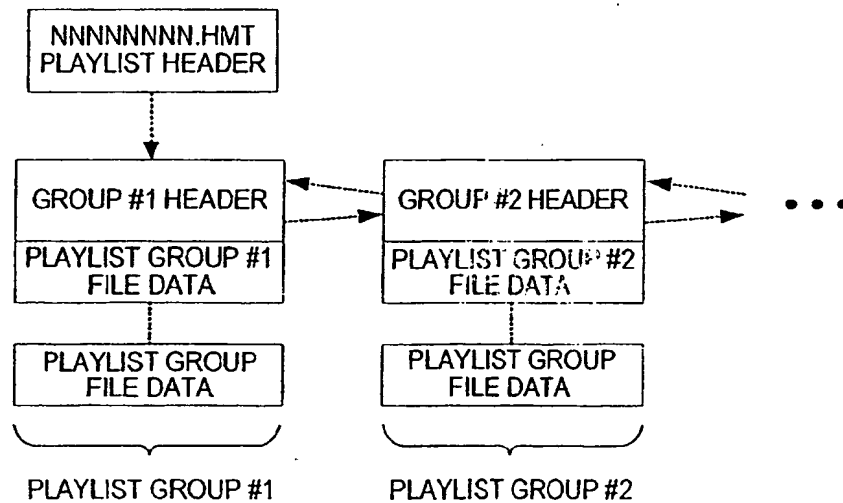 NNNNNNNN.HMT
PLAYLIST HEADER
GROUP #1 HEADER
GROUP #2 HEADER
PLAYLIST GROUP #1
FILE DATA
PLAYLIST GROUP #2
FILE DATA
PLAYLIST GROUP
FILE DATA
PLAYLIST GROUP
FILE DATA
PLAYLIST GROUP #1
PLAYLIST GROUP #2